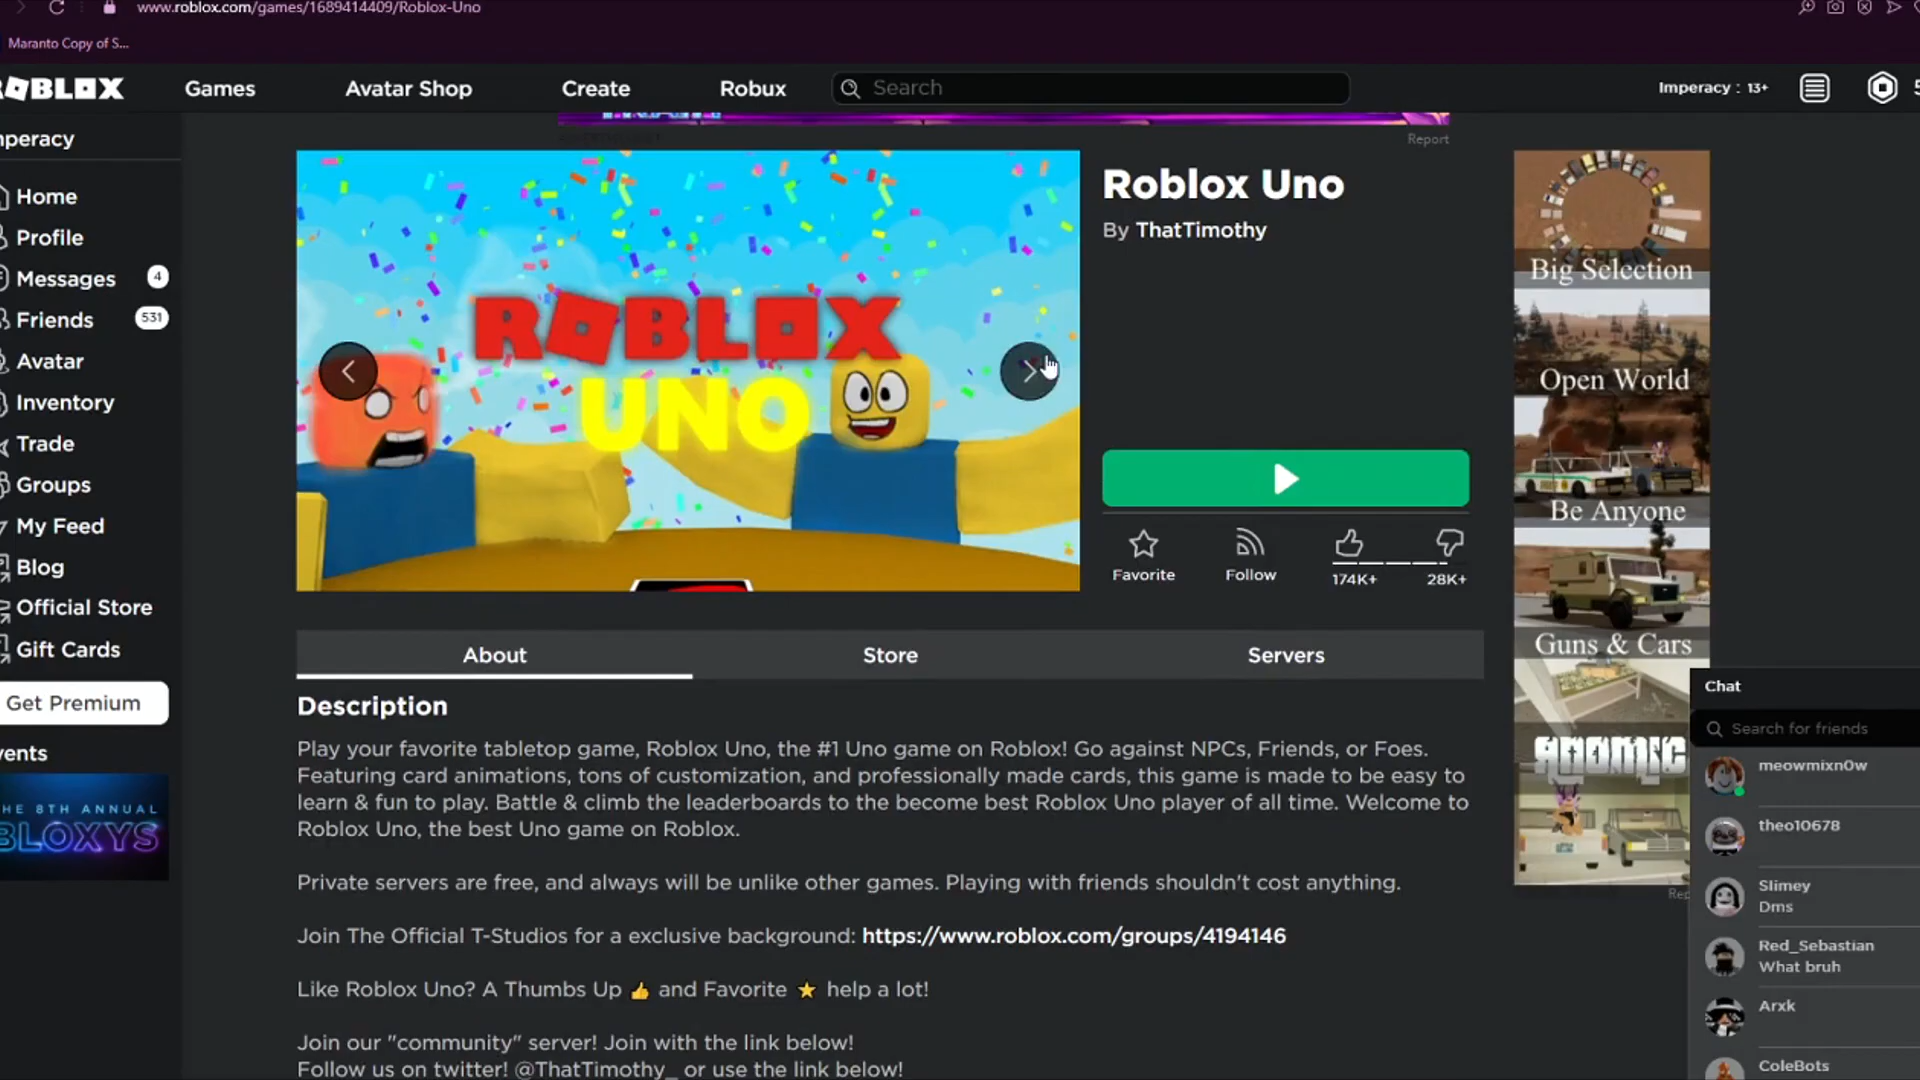 www.roblox.com/games/1689414409/Roblox-Uno
Maranto Copy of S...
ROBLOX
Games
Avatar Shop
Create
Robux
Search
Imperacy : 13+
mperacy
Report
Home
Profile
Messages 4
Friends 531
Avatar
Inventory
Trade
Groups
My Feed
Blog
Official Store
Gift Cards
Get Premium
vents
HE 8TH ANNUAL
BLOXYS
ROBLOX
UNO
Roblox Uno
By ThatTimothy
Favorite
Follow
174K+
28K+
Big Selection
Open World
Be Anyone
Guns & Cars
anomic
About
Store
Servers
Description
Play your favorite tabletop game, Roblox Uno, the #1 Uno game on Roblox! Go against NPCs, Friends, or Foes.
Featuring card animations, tons of customization, and professionally made cards, this game is made to be easy to
learn & fun to play. Battle & climb the leaderboards to the become best Roblox Uno player of all time. Welcome to
Roblox Uno, the best Uno game on Roblox.
Private servers are free, and always will be unlike other games. Playing with friends shouldn't cost anything.
Join The Official T-Studios for a exclusive background: https://www.roblox.com/groups/4194146
Like Roblox Uno? A Thumbs Up 👍 and Favorite ⭐ help a lot!
Join our "community" server! Join with the link below!
Follow us on twitter! @ThatTimothy_ or use the link below!
Rep
Chat
Search for friends
meowmixn0w
theo10678
Slimey
Dms
Red_Sebastian
What bruh
Arxk
ColeBots